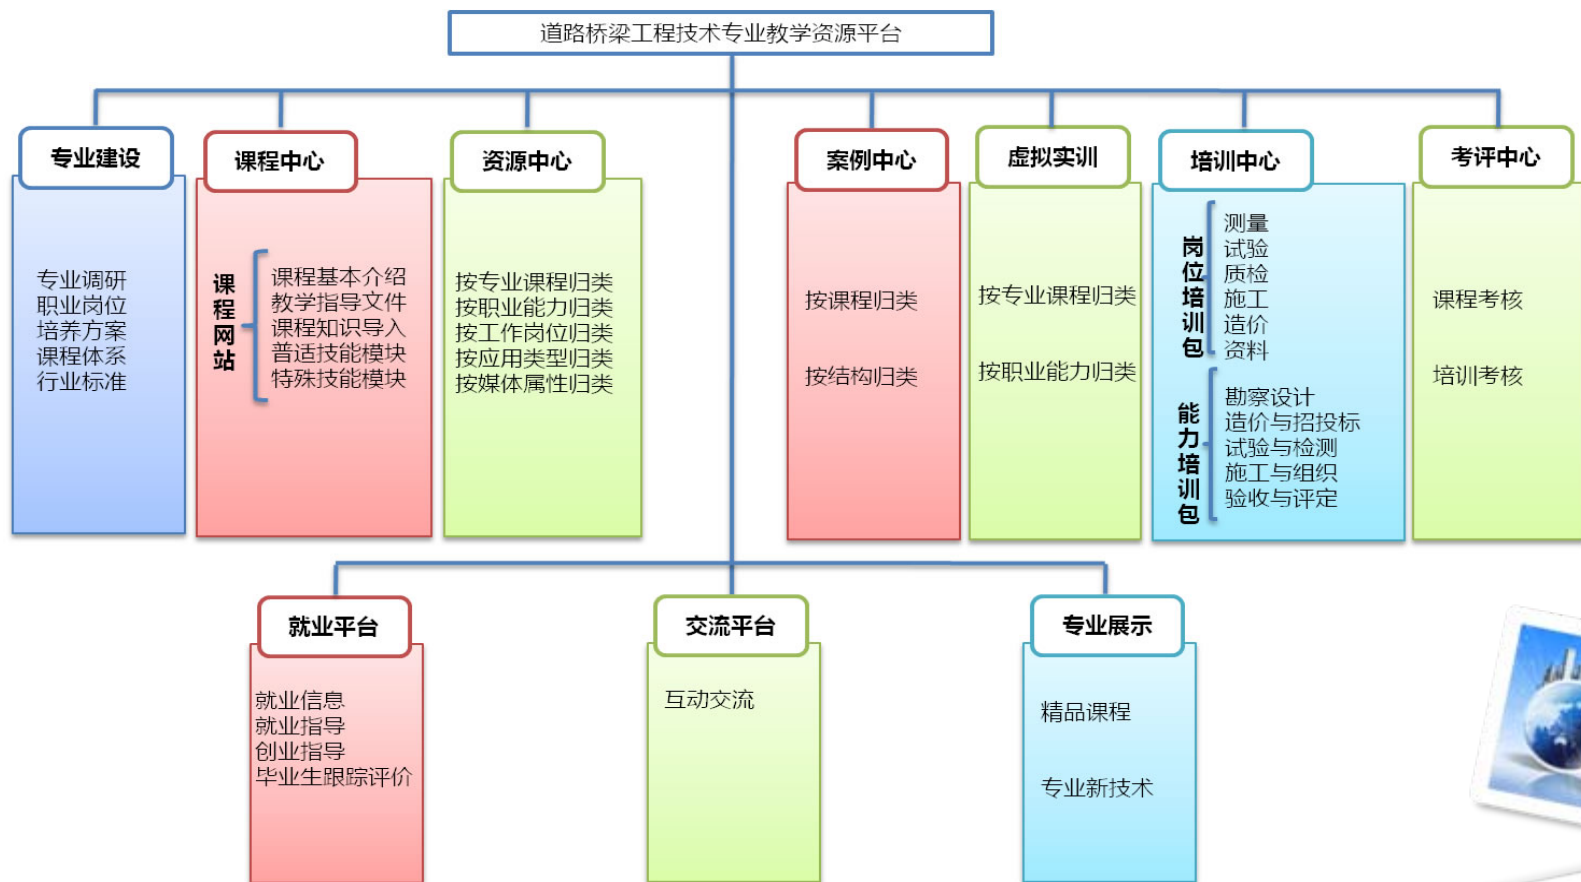 道路桥梁工程技术专业教学资源平台
专业建设
专业调研
职业岗位
培养方案
课程体系
行业标准
课程中心
课程网站
课程基本介绍
教学指导文件
课程知识导入
普适技能模块
特殊技能模块
资源中心
按专业课程归类
按职业能力归类
按工作岗位归类
按应用类型归类
按媒体属性归类
案例中心
按课程归类
按结构归类
虚拟实训
按专业课程归类
按职业能力归类
培训中心
岗位培训包
测量
试验
质检
施工
造价
资料
能力培训包
勘察设计
造价与招投标
试验与检测
施工与组织
验收与评定
考评中心
课程考核
培训考核
就业平台
就业信息
就业指导
创业指导
毕业生跟踪评价
交流平台
互动交流
专业展示
精品课程
专业新技术